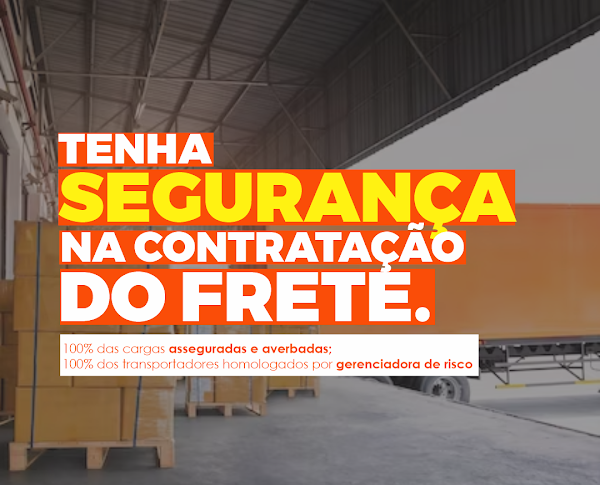 TENHA
SEGURANÇA
NA CONTRATAÇÃO
DO FRETE.
100% das cargas asseguradas e averbadas;
100% dos transportadores homologados por gerenciadora de risco